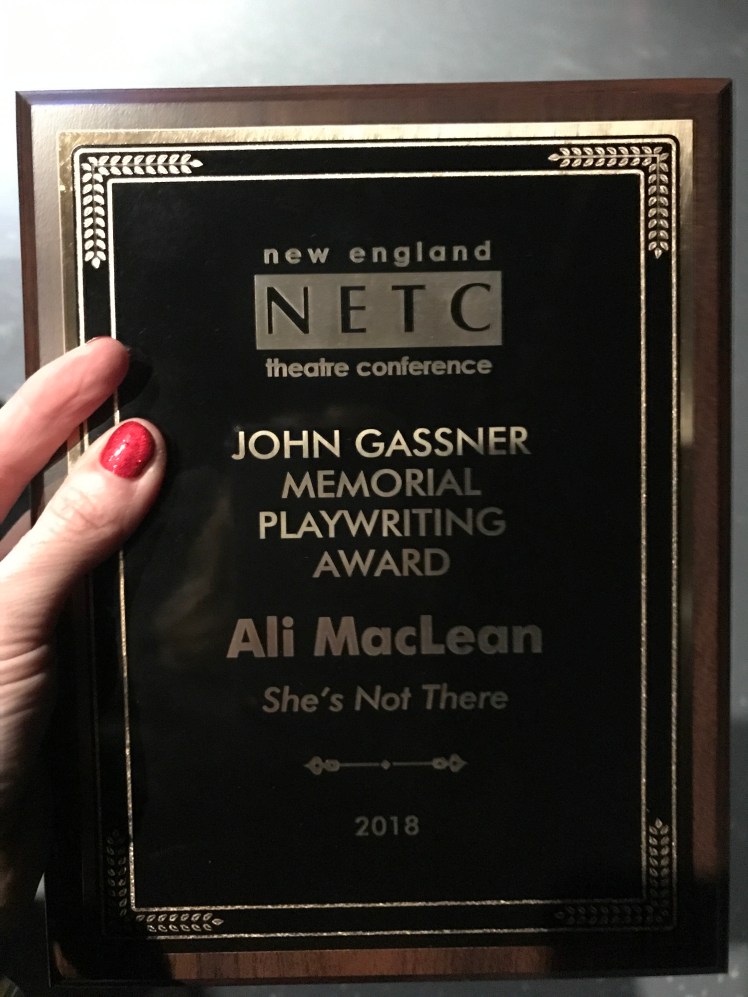 new england
NETC
theatre conference
JOHN GASSNER
MEMORIAL
PLAYWRITING
AWARD
Ali MacLean
She's Not There
2018